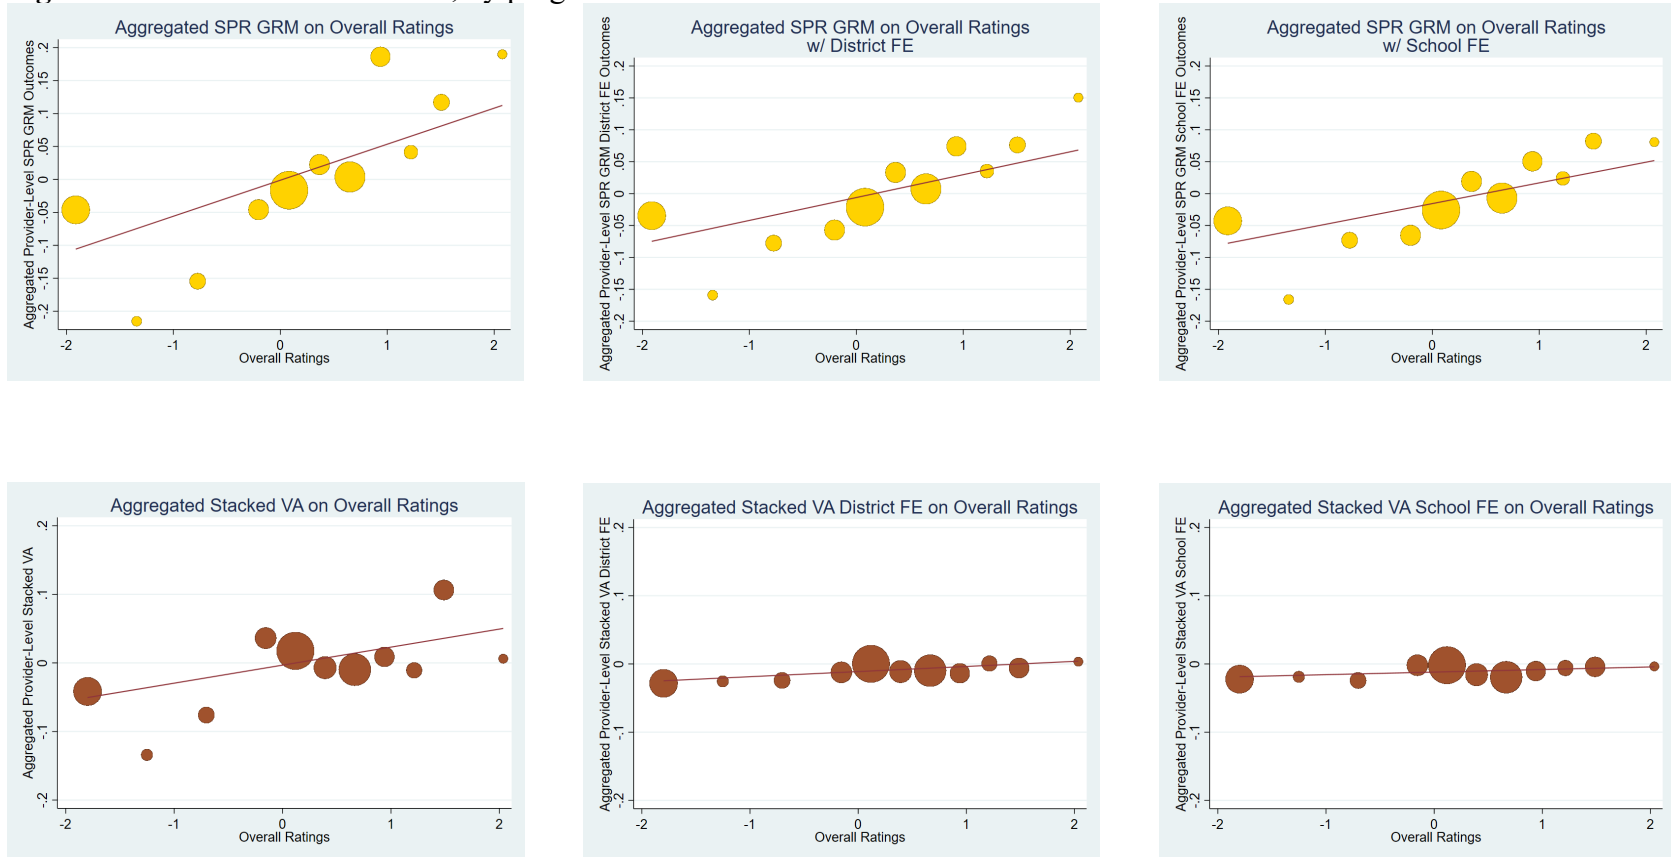 Aggregated SPR GRM on Overall Ratings
Aggregated Provider-Level SPR GRM Outcomes
.2
.15
.1
.05
0
-.05
-.1
-.15
-.2
-2 -1 0 1 2
Overall Ratings
Aggregated SPR GRM on Overall Ratings
w/ District FE
Aggregated Provider-Level SPR GRM District FE Outcomes
.2
.15
.1
.05
0
-.05
-.1
-.15
-.2
-2 -1 0 1 2
Overall Ratings
Aggregated SPR GRM on Overall Ratings
w/ School FE
Aggregated Provider-Level SPR GRM School FE Outcomes
.2
.15
.1
.05
0
-.05
-.1
-.15
-.2
-2 -1 0 1 2
Overall Ratings
Aggregated Stacked VA on Overall Ratings
Aggregated Provider-Level Stacked VA
.2
.1
0
-.1
-.2
-2 -1 0 1 2
Overall Ratings
Aggregated Stacked VA District FE on Overall Ratings
Aggregated Provider-Level Stacked VA District FE
.2
.1
0
-.1
-.2
-2 -1 0 1 2
Overall Ratings
Aggregated Stacked VA School FE on Overall Ratings
Aggregated Provider-Level Stacked VA School FE
.2
.1
0
-.1
-.2
-2 -1 0 1 2
Overall Ratings